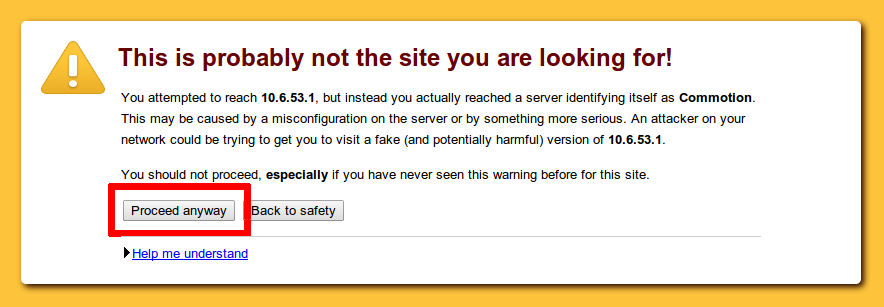 This is probably not the site you are looking for!
You attempted to reach 10.6.53.1, but instead you actually reached a server identifying itself as Commotion.
This may be caused by a misconfiguration on the server or by something more serious. An attacker on your
network could be trying to get you to visit a fake (and potentially harmful) version of 10.6.53.1.
You should not proceed, especially if you have never seen this warning before for this site.
Proceed anyway Back to safety
Help me understand